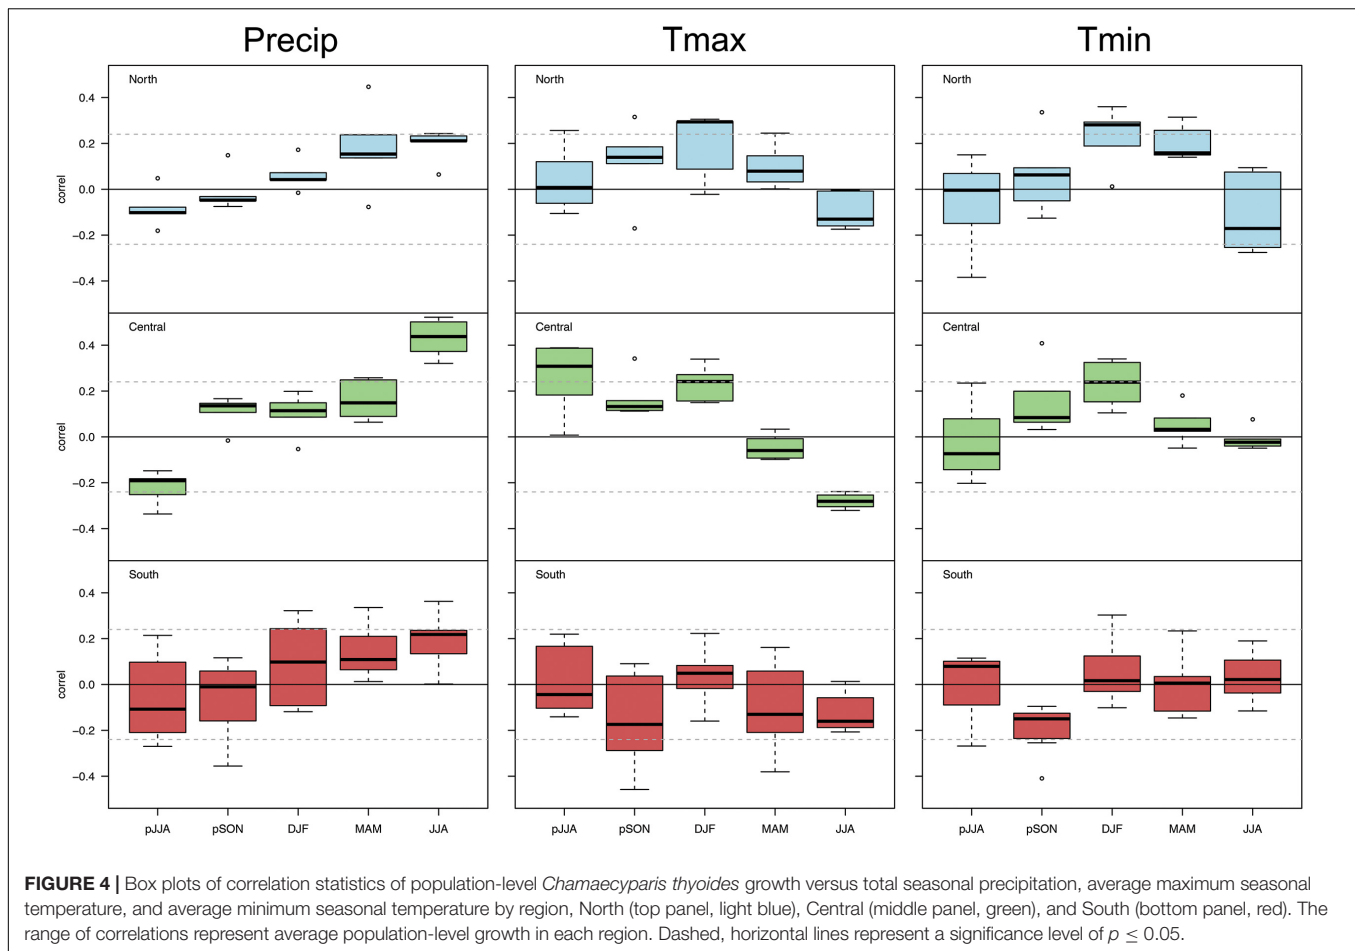 Precip
Tmax
Tmin
North
North
North
correl
0.4
0.2
0.0
−0.2
−0.4
Central
Central
Central
correl
0.4
0.2
0.0
−0.2
−0.4
South
South
South
correl
0.4
0.2
0.0
−0.2
−0.4
pJJA pSON DJF MAM JJA
pJJA pSON DJF MAM JJA
pJJA pSON DJF MAM JJA
FIGURE 4 | Box plots of correlation statistics of population-level Chamaecyparis thyoides growth versus total seasonal precipitation, average maximum seasonal
temperature, and average minimum seasonal temperature by region, North (top panel, light blue), Central (middle panel, green), and South (bottom panel, red). The
range of correlations represent average population-level growth in each region. Dashed, horizontal lines represent a significance level of p ≤ 0.05.